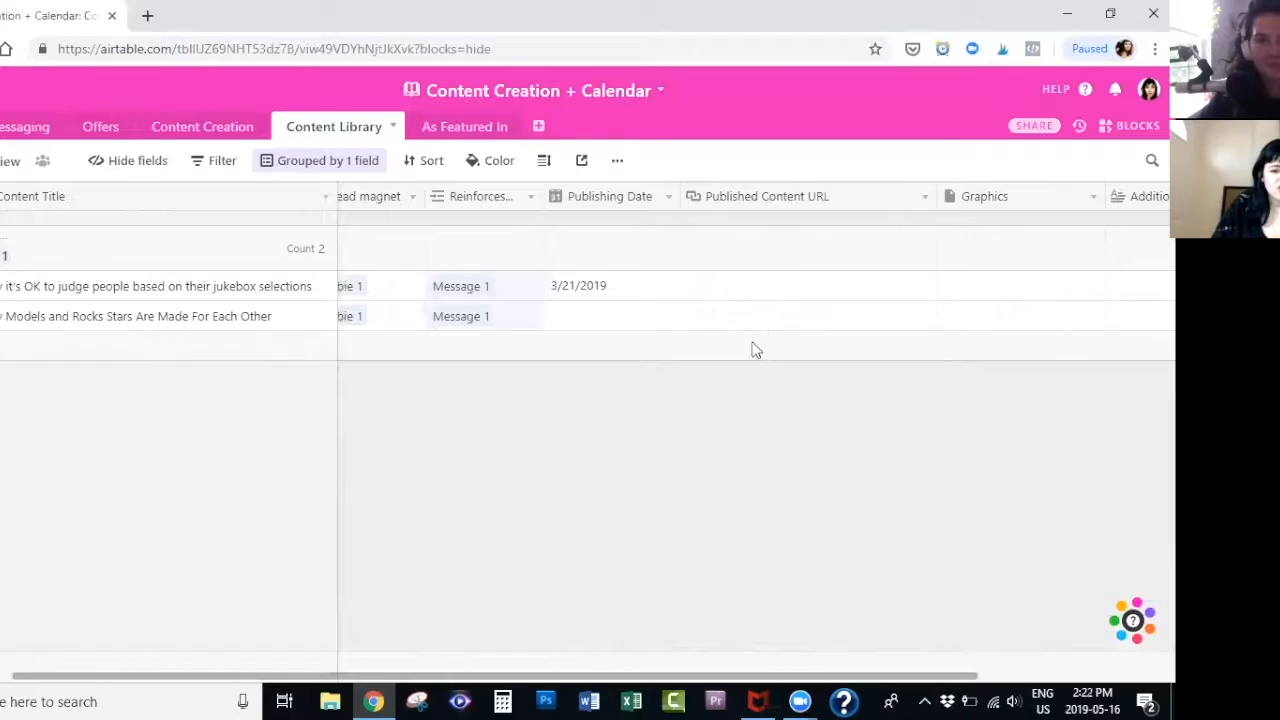 tion + Calendar: Co
https://airtable.com/tblIUZ69NHT53dz7B/viw49VDYhNjtJkXvk?blocks=hide
Paused
Content Creation + Calendar
HELP
essaging
Offers
Content Creation
Content Library
As Featured In
SHARE
BLOCKS
iew
Hide fields
Filter
Grouped by 1 field
Sort
Color
Content Title
ead magnet
Reinforces...
Publishing Date
Published Content URL
Graphics
Additio
...
1
Count 2
y it's OK to judge people based on their jukebox selections
bie 1
Message 1
3/21/2019
y Models and Rocks Stars Are Made For Each Other
bie 1
Message 1
e here to search
Ps
Pr
ENG
US
2:22 PM
2019-05-16
2